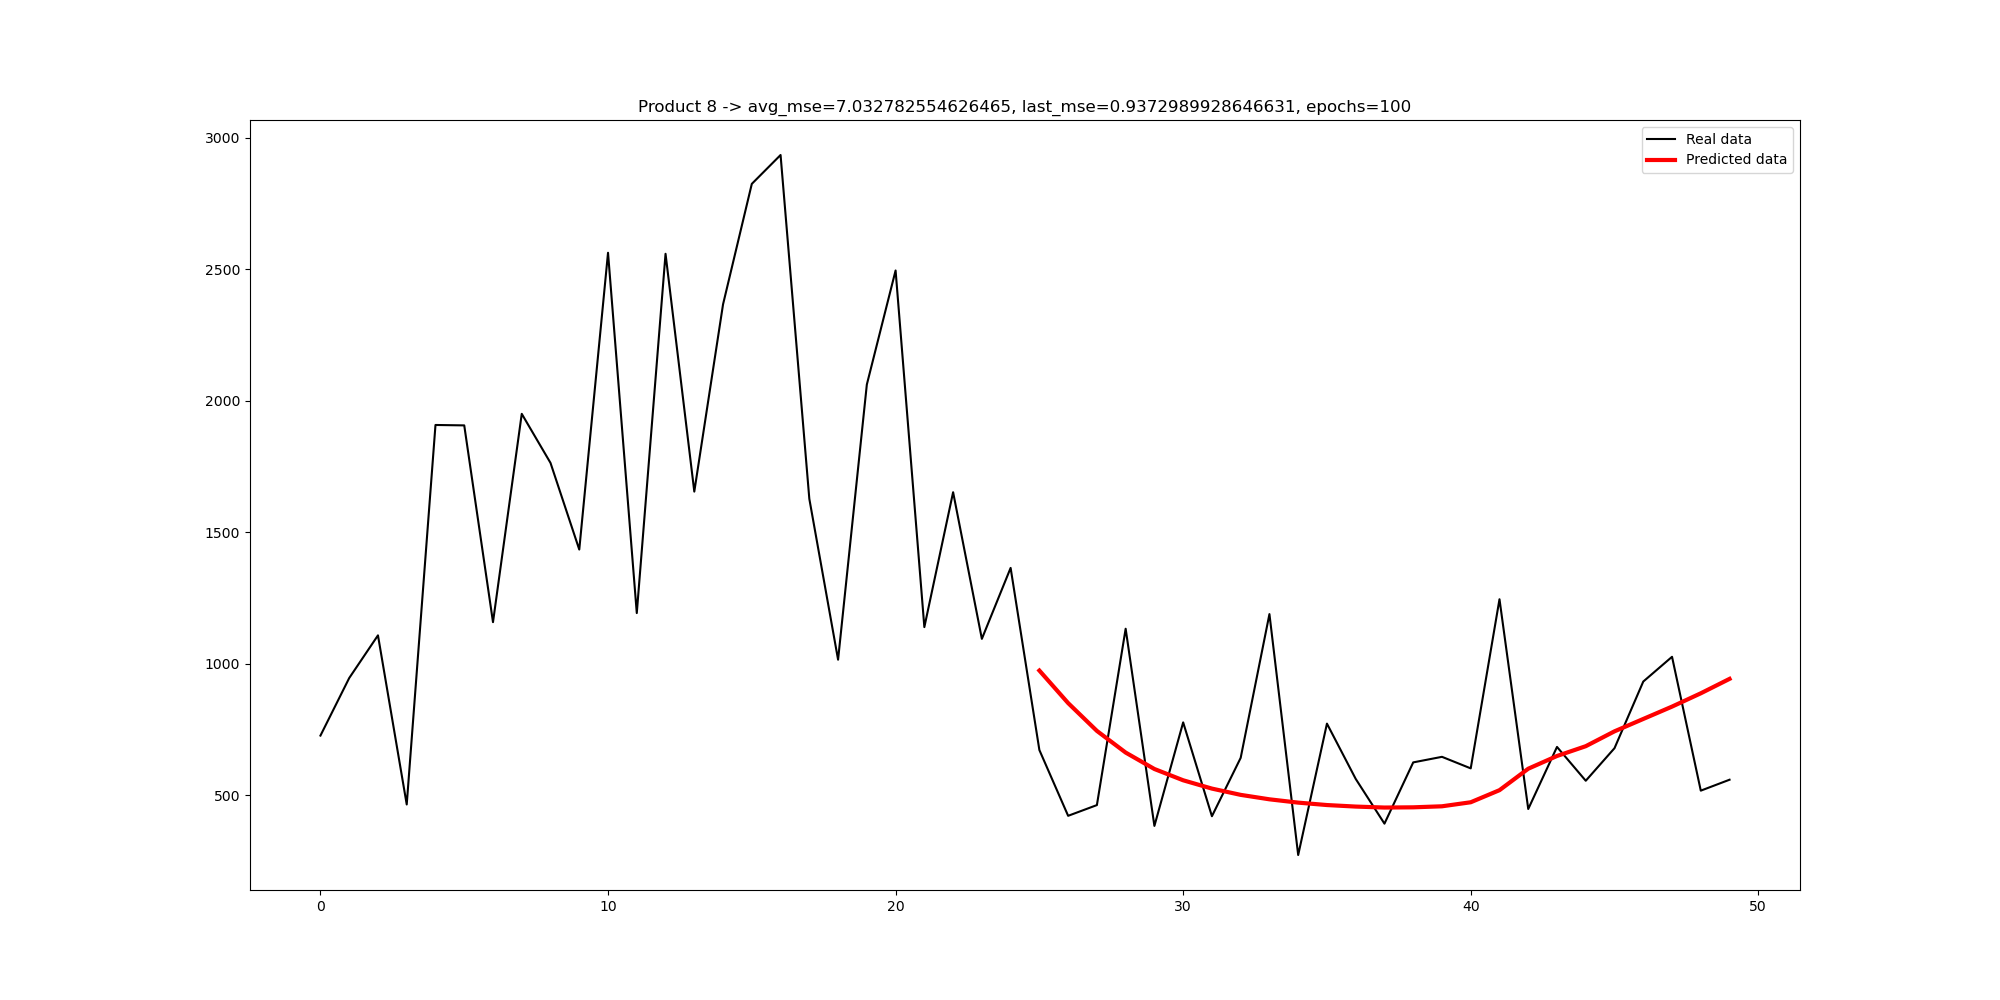 Product 8 -> avg_mse=7.032782554626465, last_mse=0.9372989928646631, epochs=100
Real data
Predicted data
3000
2500
2000
1500
1000
500
0 10 20 30 40 50